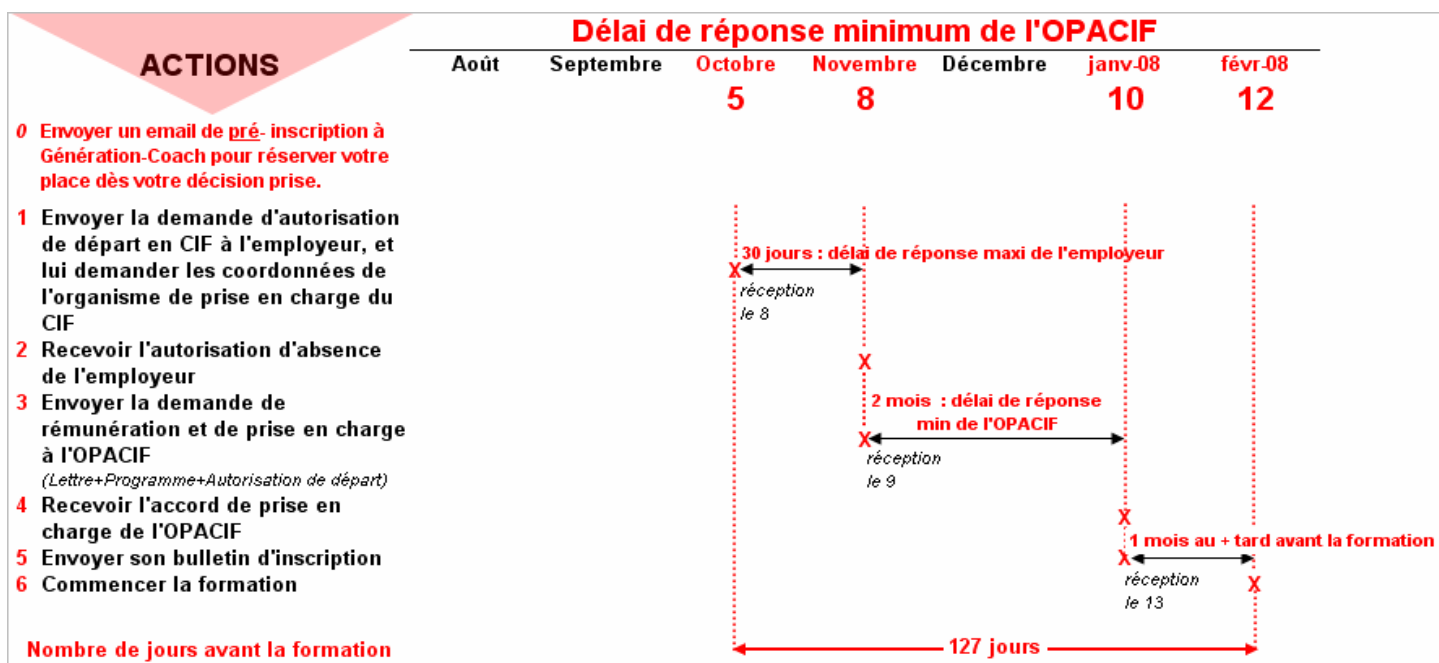 Délai de réponse minimum de l'OPACIF
ACTIONS
Août Septembre Octobre Novembre Décembre janv-08 févr-08
5 8 10 12
0 Envoyer un email de pré- inscription à
Génération-Coach pour réserver votre
place dès votre décision prise.
1 Envoyer la demande d'autorisation
de départ en CIF à l'employeur, et
lui demander les coordonnées de
l'organisme de prise en charge du
CIF
30 jours : délai de réponse maxi de l'employeur
X
réception
le 8
2 Recevoir l'autorisation d'absence
de l'employeur
X
3 Envoyer la demande de
rémunération et de prise en charge
à l'OPACIF
(Lettre+Programme+Autorisation de départ)
2 mois : délai de réponse
min de l'OPACIF
X
réception
le 9
4 Recevoir l'accord de prise en
charge de l'OPACIF
X
5 Envoyer son bulletin d'inscription
1 mois au + tard avant la formation
X
réception
le 13
6 Commencer la formation
X
Nombre de jours avant la formation
127 jours